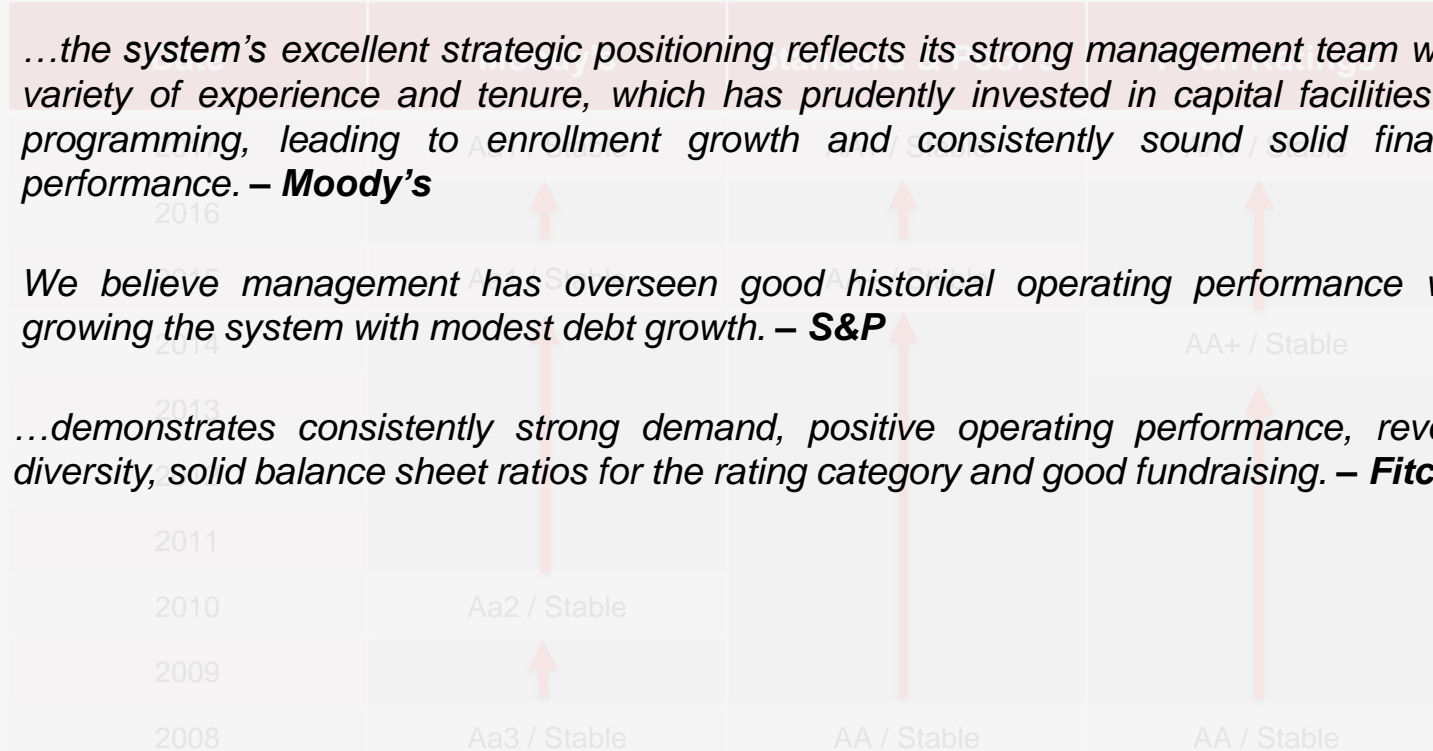 …the system’s excellent strategic positioning reflects its strong management team w
variety of experience and tenure, which has prudently invested in capital facilities
programming, leading to enrollment growth and consistently sound solid fina
performance. – Moody’s
We believe management has overseen good historical operating performance
growing the system with modest debt growth. – S&P
…demonstrates consistently strong demand, positive operating performance, reve
diversity, solid balance sheet ratios for the rating category and good fundraising. – Fitc
2016
2014 AA+ / Stable
2013
2011
2010 Aa2 / Stable
2009
2008 Aa3 / Stable AA / Stable AA / Stable